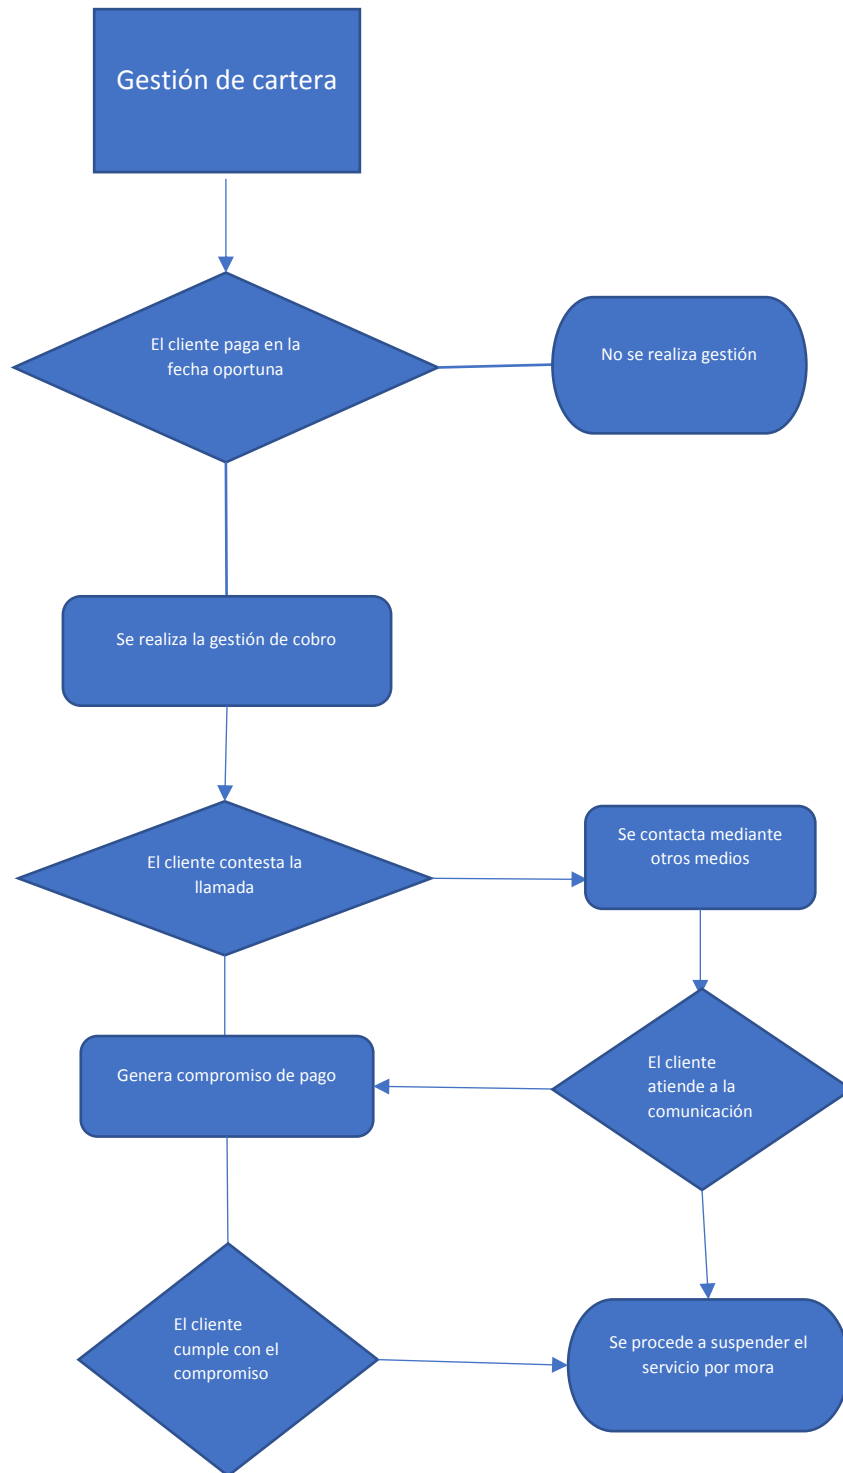 Gestión de cartera
El cliente paga en la
fecha oportuna
No se realiza gestión
Se realiza la gestión de cobro
El cliente contesta la
llamada
Se contacta mediante
otros medios
Genera compromiso de pago
El cliente
atiende a la
comunicación
El cliente
cumple con el
compromiso
Se procede a suspender el
servicio por mora